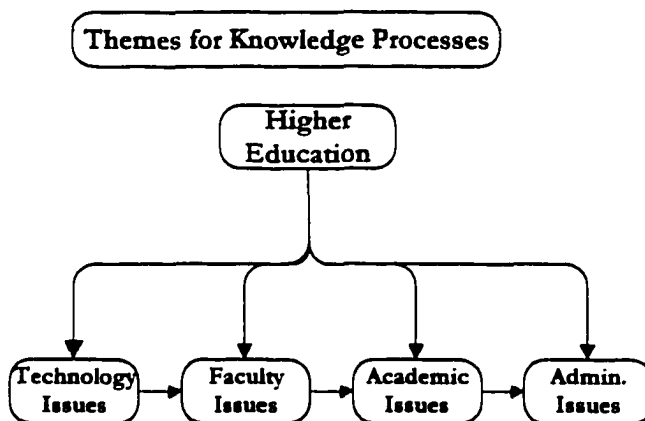 Themes for Knowledge Processes
Higher
Education
Technology
Issues
Faculty
Issues
Academic
Issues
Admin.
Issues